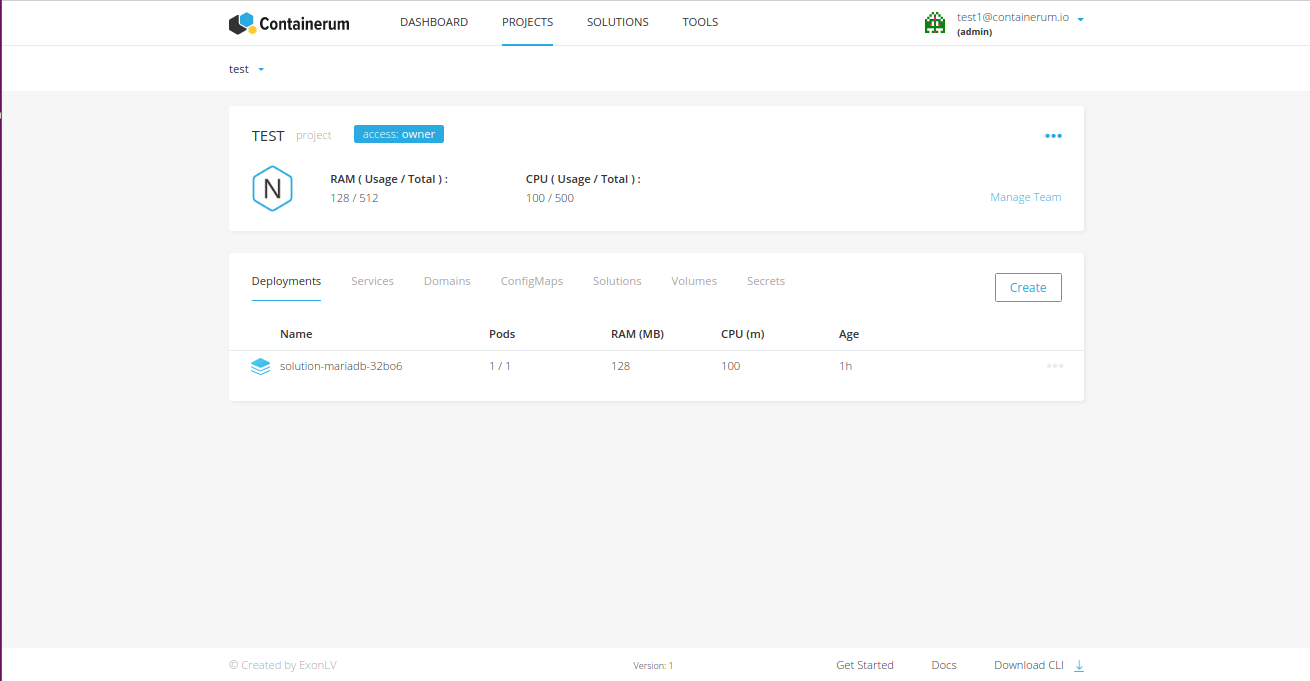 Containerum DASHBOARD PROJECTS SOLUTIONS TOOLS test1@containerum.io
(admin)
test
TEST project access: owner
N
RAM ( Usage / Total ) : CPU ( Usage / Total ) :
128 / 512 100 / 500
Manage Team
Deployments Services Domains ConfigMaps Solutions Volumes Secrets Create
Name Pods RAM (MB) CPU (m) Age
solution-mariadb-32bo6 1 / 1 128 100 1h
© Created by ExonLV Version: 1 Get Started Docs Download CLI